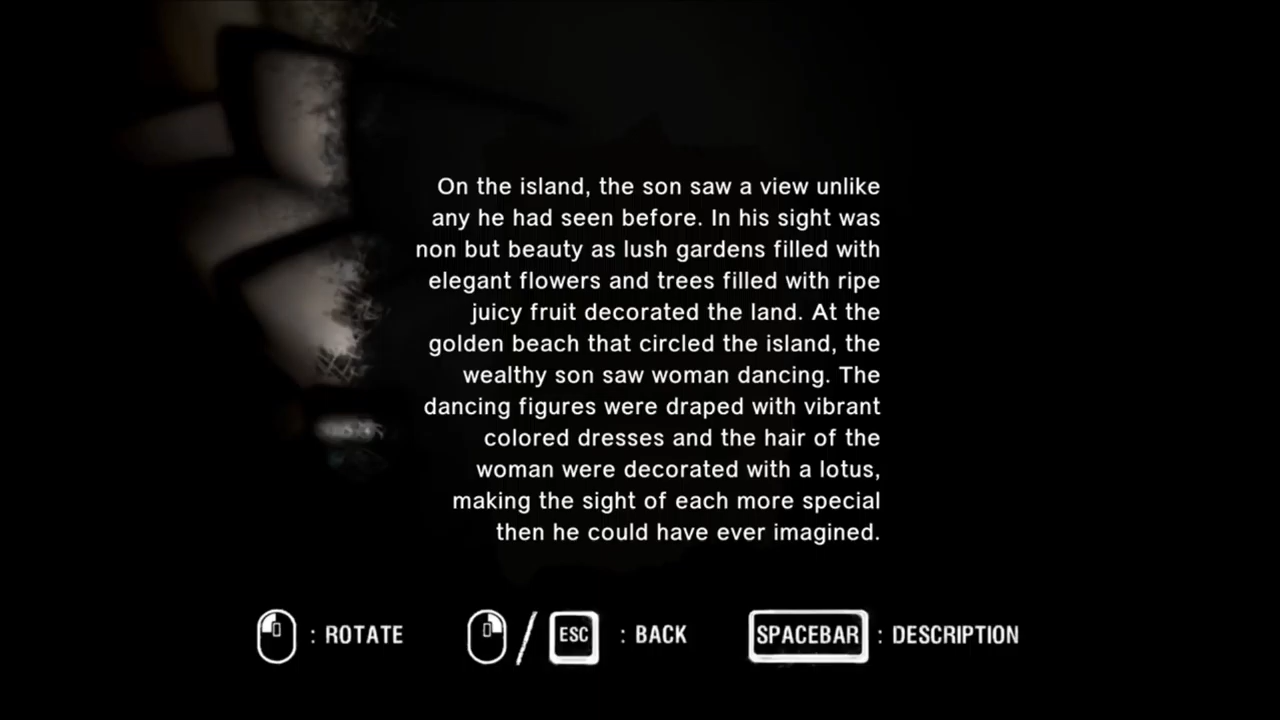 On the island, the son saw a view unlike
any he had seen before. In his sight was
non but beauty as lush gardens filled with
elegant flowers and trees filled with ripe
juicy fruit decorated the land. At the
golden beach that circled the island, the
wealthy son saw woman dancing. The
dancing figures were draped with vibrant
colored dresses and the hair of the
woman were decorated with a lotus,
making the sight of each more special
then he could have ever imagined.
: ROTATE / ESC : BACK SPACEBAR : DESCRIPTION